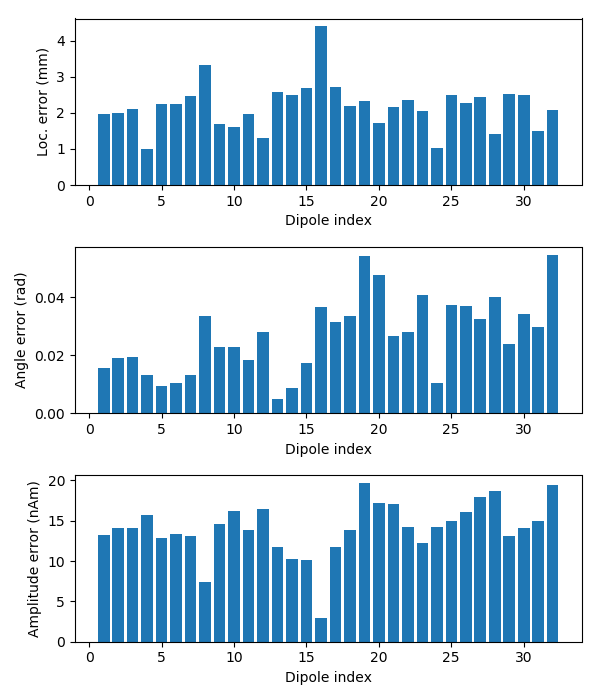 4
3
2
1
0
Loc. error (mm)
0 5 10 15 20 25 30
Dipole index
0.04
0.02
0.00
Angle error (rad)
0 5 10 15 20 25 30
Dipole index
20
15
10
5
0
Amplitude error (nAm)
0 5 10 15 20 25 30
Dipole index